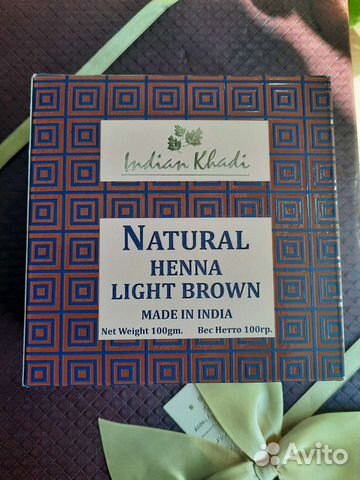 Indian Khadi
NATURAL
HENNA
LIGHT BROWN
MADE IN INDIA
Net Weight 100gm. Вес Нетто 100гр.
Avito